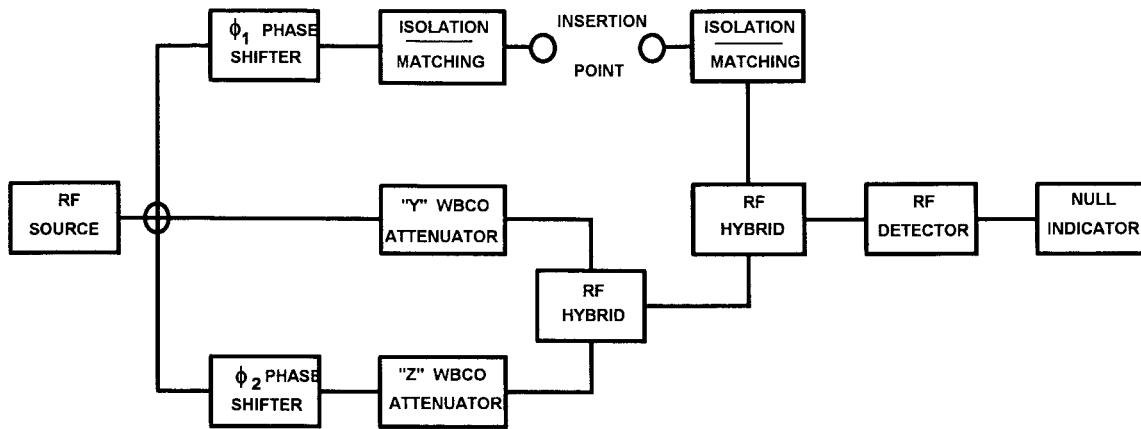 ϕ1 PHASE
SHIFTER
ISOLATION
MATCHING
INSERTION
POINT
ISOLATION
MATCHING
RF
SOURCE
"Y" WBCO
ATTENUATOR
RF
HYBRID
RF
HYBRID
RF
DETECTOR
NULL
INDICATOR
ϕ2 PHASE
SHIFTER
"Z" WBCO
ATTENUATOR